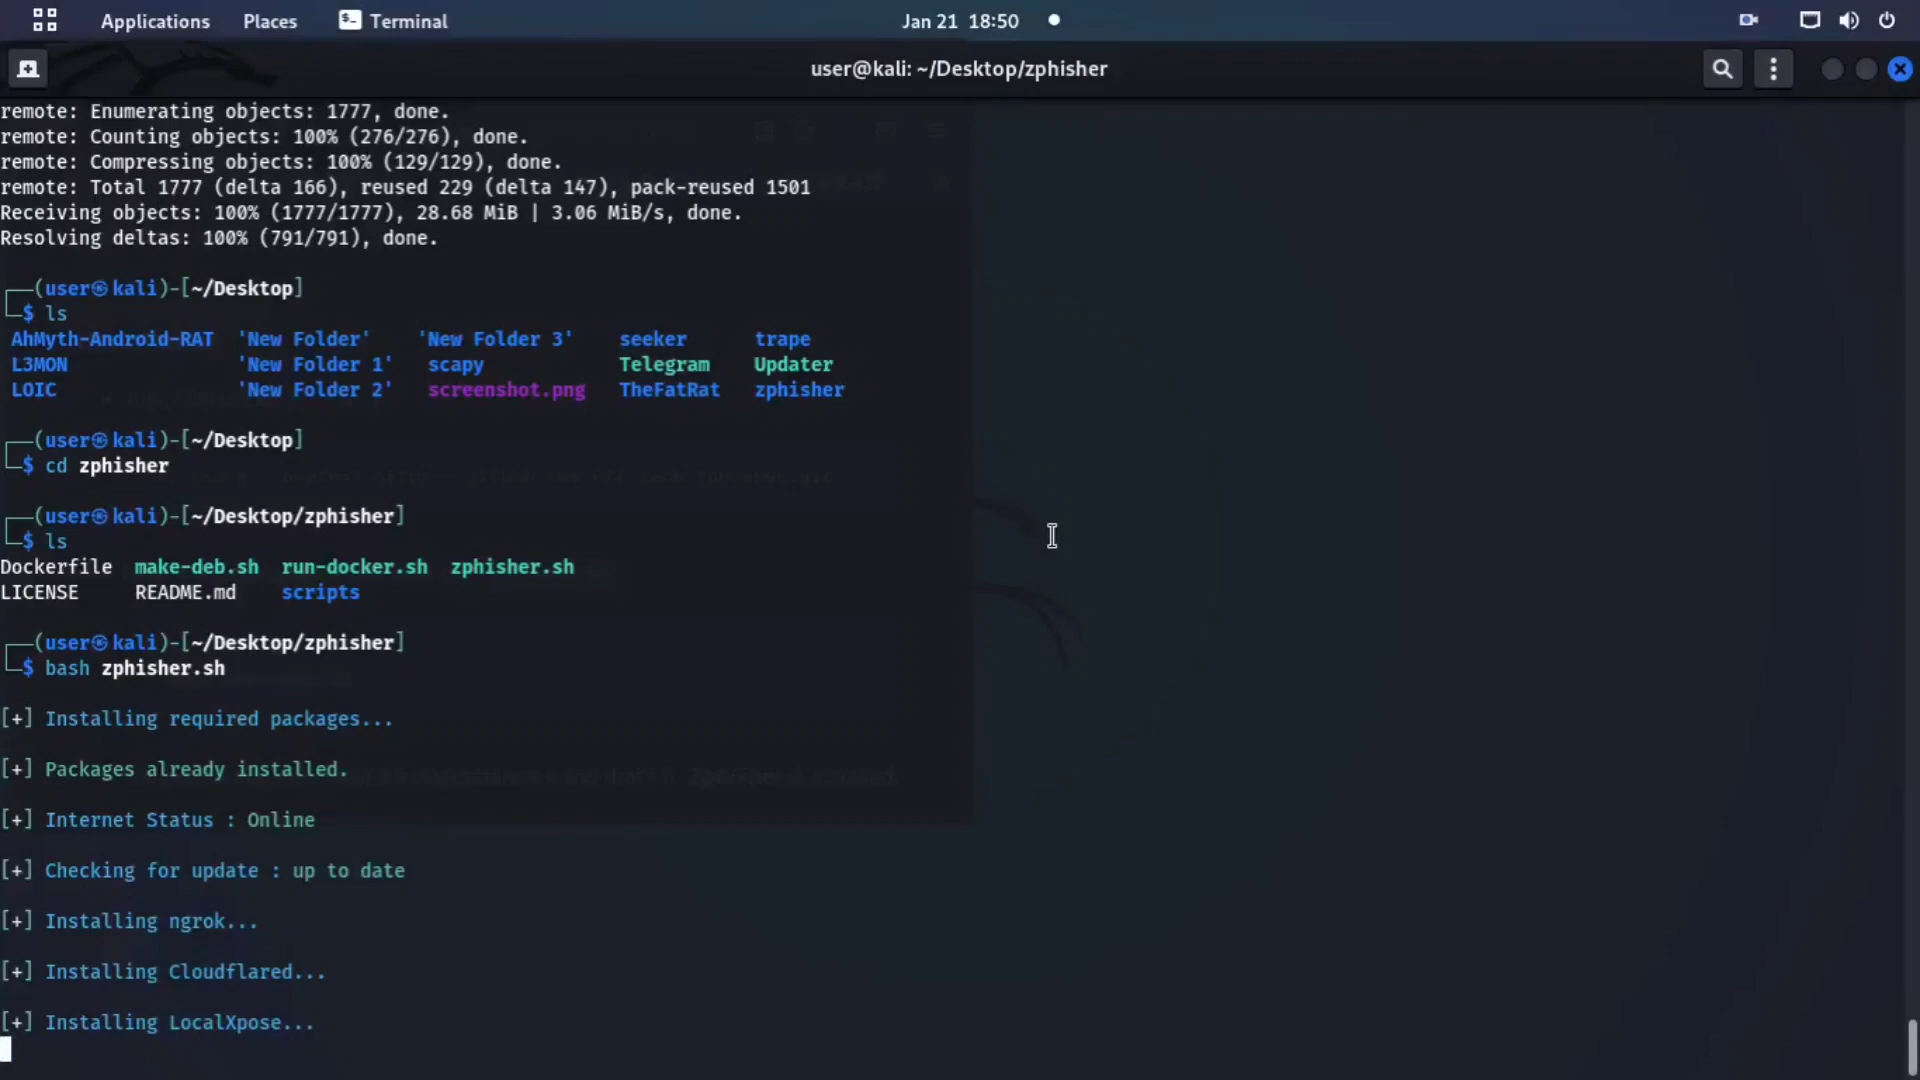 Applications Places Terminal Jan 21 18:50
user@kali: ~/Desktop/zphisher
remote: Enumerating objects: 1777, done.
remote: Counting objects: 100% (276/276), done.
remote: Compressing objects: 100% (129/129), done.
remote: Total 1777 (delta 166), reused 229 (delta 147), pack-reused 1501
Receiving objects: 100% (1777/1777), 28.68 MiB | 3.06 MiB/s, done.
Resolving deltas: 100% (791/791), done.
┌──(user㉿kali)-[~/Desktop]
└─$ ls
AhMyth-Android-RAT 'New Folder' 'New Folder 3' seeker trape
L3MON 'New Folder 1' scapy Telegram Updater
LOIC 'New Folder 2' screenshot.png TheFatRat zphisher
┌──(user㉿kali)-[~/Desktop]
└─$ cd zphisher
┌──(user㉿kali)-[~/Desktop/zphisher]
└─$ ls
Dockerfile make-deb.sh run-docker.sh zphisher.sh
LICENSE README.md scripts
┌──(user㉿kali)-[~/Desktop/zphisher]
└─$ bash zphisher.sh
[+] Installing required packages...
[+] Packages already installed.
[+] Internet Status : Online
[+] Checking for update : up to date
[+] Installing ngrok...
[+] Installing Cloudflared...
[+] Installing LocalXpose...